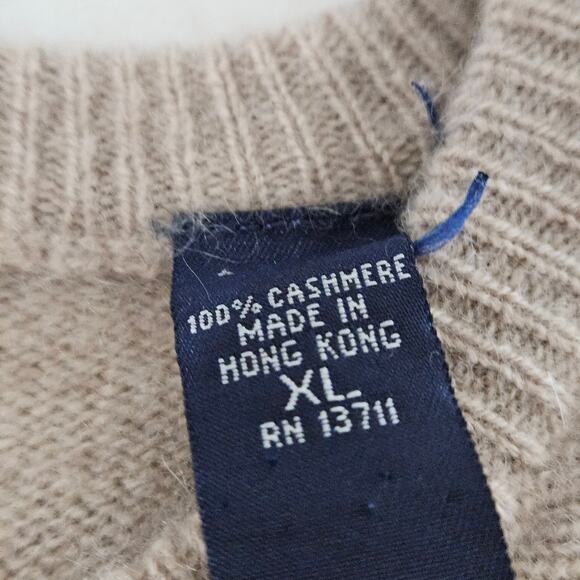 100% CASHMERE
MADE IN
HONG KONG
XL
RN 13711